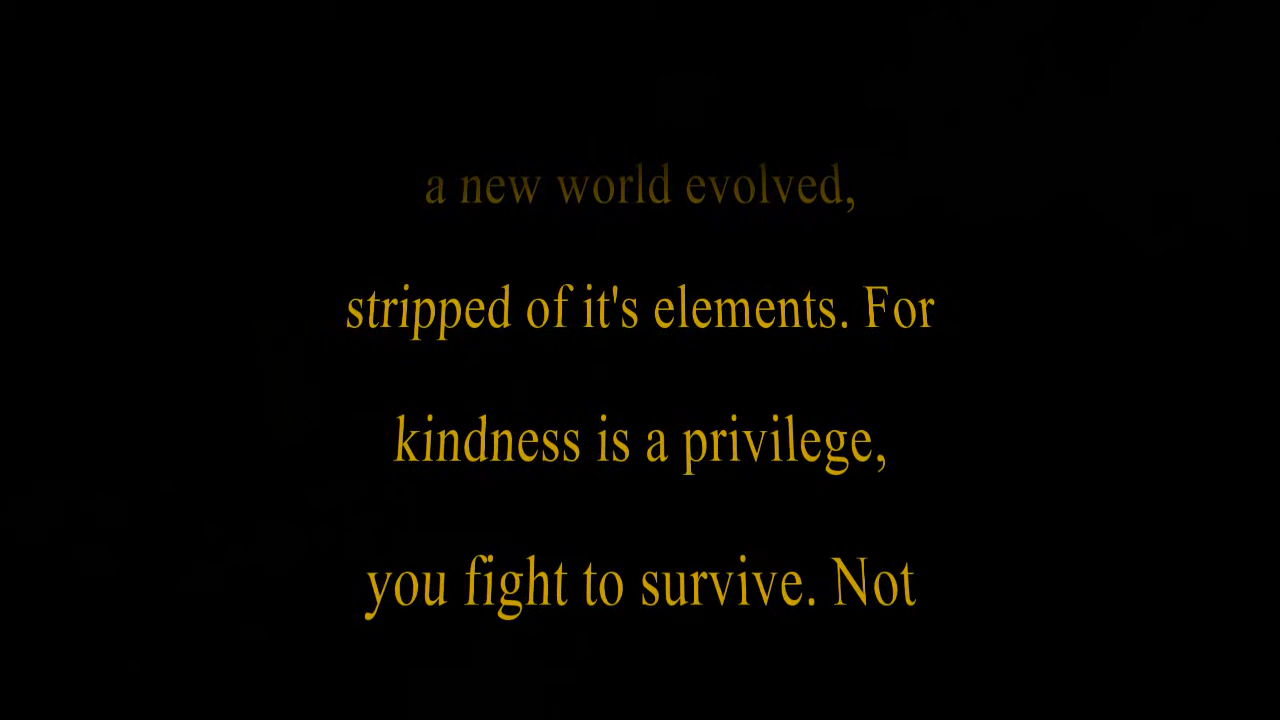 a new world evolved,
stripped of it's elements. For
kindness is a privilege,
you fight to survive. Not